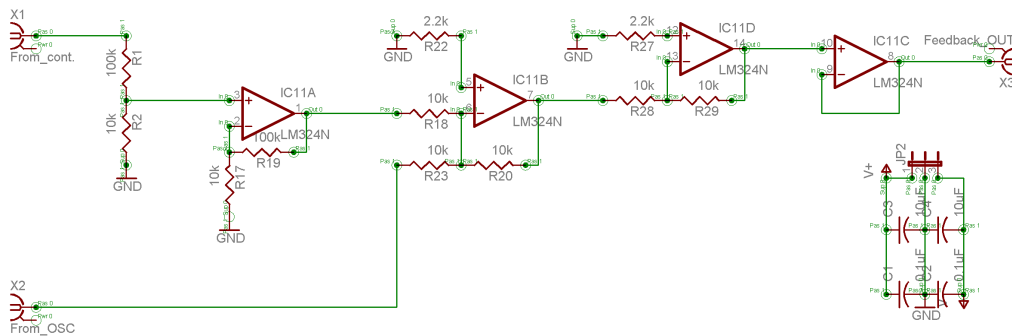 X1
From_cont.
100k
R1
10k
R2
GND
IC11A
LM324N
100k
R19
10k
R17
GND
X2
From_OSC
2.2k
R22
GND
10k
R18
10k
R23
IC11B
LM324N
10k
R20
2.2k
R27
GND
10k
R28
10k
R29
IC11D
LM324N
IC11C
LM324N
Feedback_OUT
X3
V+
JP2
C3
10uF
C4
10uF
C1
0.1uF
C2
0.1uF
GND